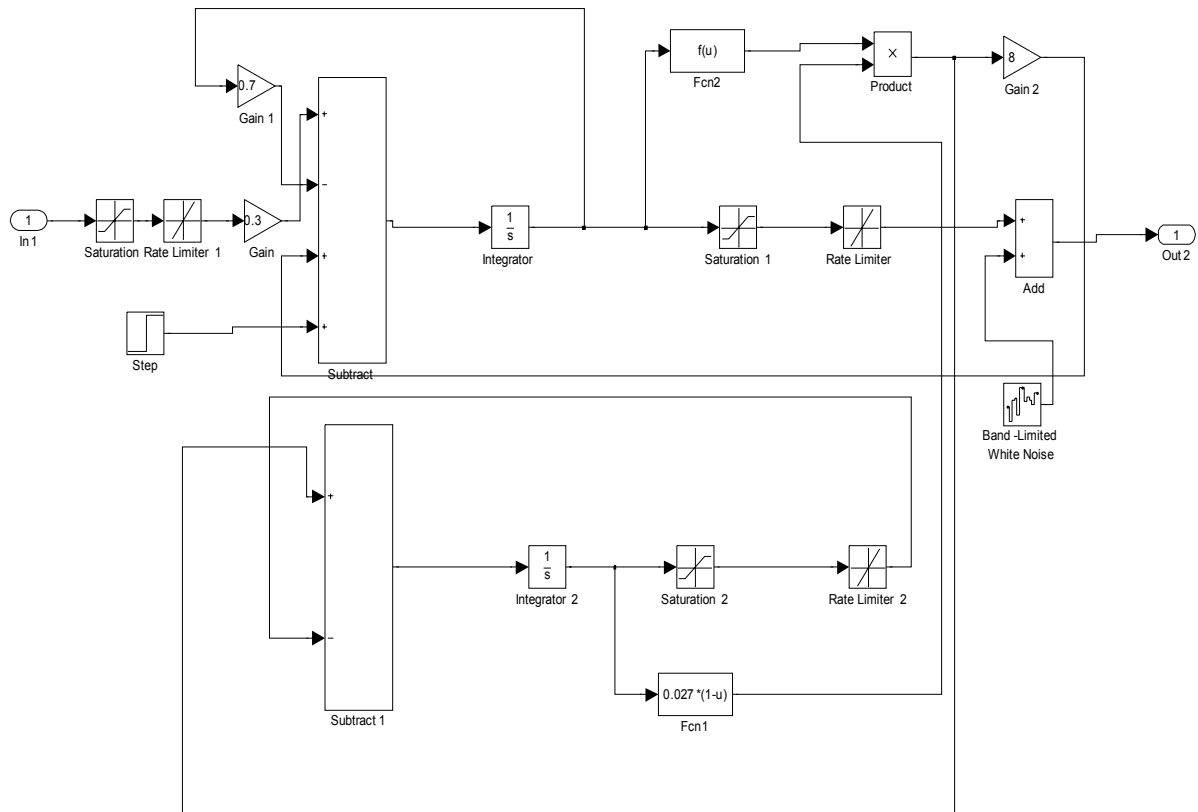 f(u)
Fcn2
×
Product
8
Gain 2
0.7
Gain 1
+
−
+
+
Subtract
1
In 1
Saturation
Rate Limiter 1
0.3
Gain
Step
1
s
Integrator
Saturation 1
Rate Limiter
+
+
Add
1
Out 2
Band -Limited
White Noise
+
−
Subtract 1
1
s
Integrator 2
Saturation 2
Rate Limiter 2
0.027 *(1-u)
Fcn1